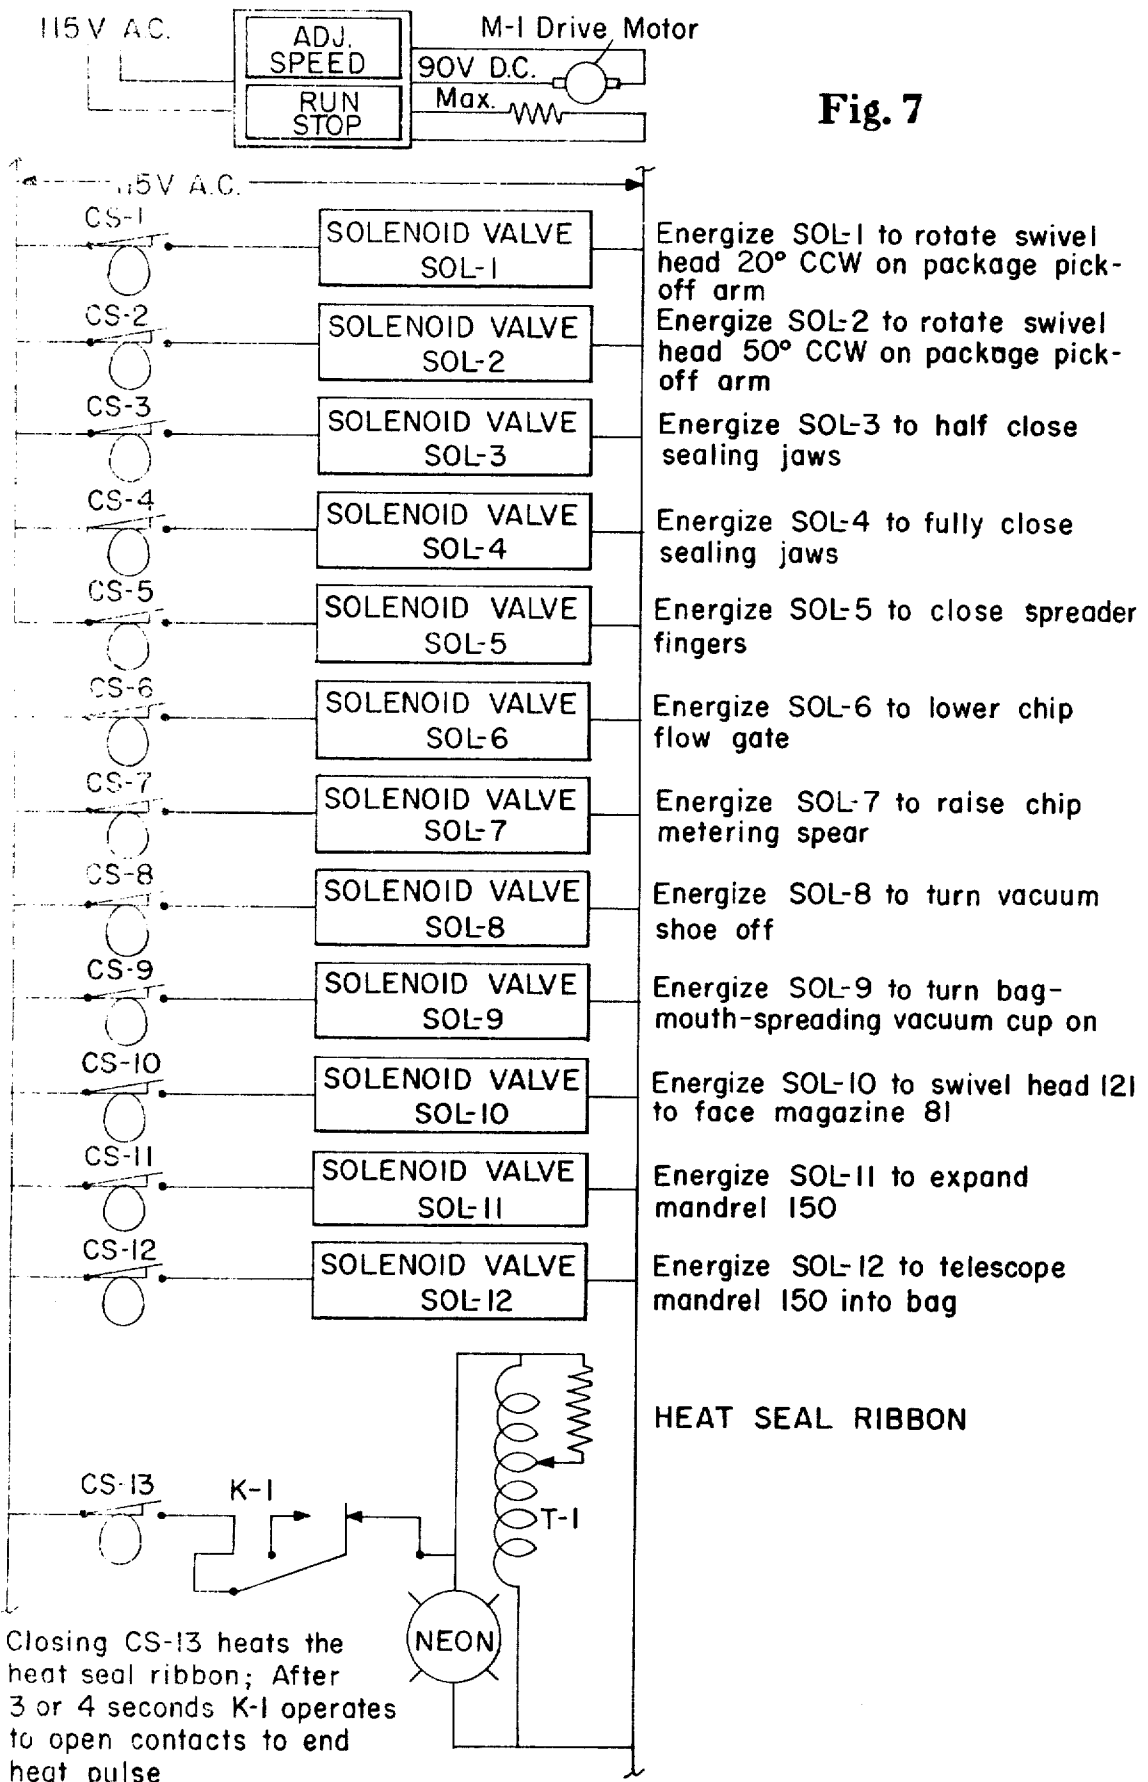 115V A.C.
ADJ.
SPEED
RUN
STOP
M-1 Drive Motor
90V D.C.
Max.
Fig. 7
115V A.C.
CS-1
SOLENOID VALVE
SOL-1
Energize SOL-1 to rotate swivel
head 20° CCW on package pick-
off arm
CS-2
SOLENOID VALVE
SOL-2
Energize SOL-2 to rotate swivel
head 50° CCW on package pick-
off arm
CS-3
SOLENOID VALVE
SOL-3
Energize SOL-3 to half close
sealing jaws
CS-4
SOLENOID VALVE
SOL-4
Energize SOL-4 to fully close
sealing jaws
CS-5
SOLENOID VALVE
SOL-5
Energize SOL-5 to close spreader
fingers
CS-6
SOLENOID VALVE
SOL-6
Energize SOL-6 to lower chip
flow gate
CS-7
SOLENOID VALVE
SOL-7
Energize SOL-7 to raise chip
metering spear
CS-8
SOLENOID VALVE
SOL-8
Energize SOL-8 to turn vacuum
shoe off
CS-9
SOLENOID VALVE
SOL-9
Energize SOL-9 to turn bag-
mouth-spreading vacuum cup on
CS-10
SOLENOID VALVE
SOL-10
Energize SOL-10 to swivel head 121
to face magazine 81
CS-11
SOLENOID VALVE
SOL-11
Energize SOL-11 to expand
mandrel 150
CS-12
SOLENOID VALVE
SOL-12
Energize SOL-12 to telescope
mandrel 150 into bag
HEAT SEAL RIBBON
CS-13
K-1
T-1
NEON
Closing CS-13 heats the
heat seal ribbon; After
3 or 4 seconds K-1 operates
to open contacts to end
heat pulse